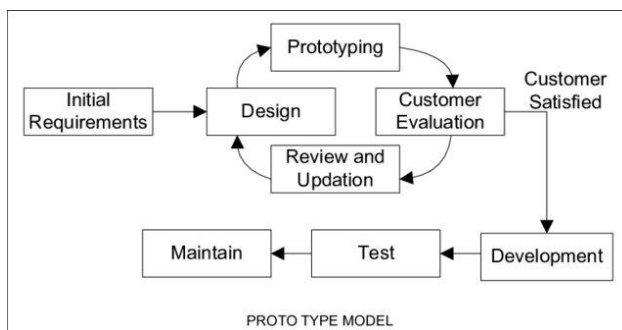 Prototyping
Customer
Satisfied
Initial
Requirements
Design
Customer
Evaluation
Review and
Updation
Maintain
Test
Development
PROTO TYPE MODEL